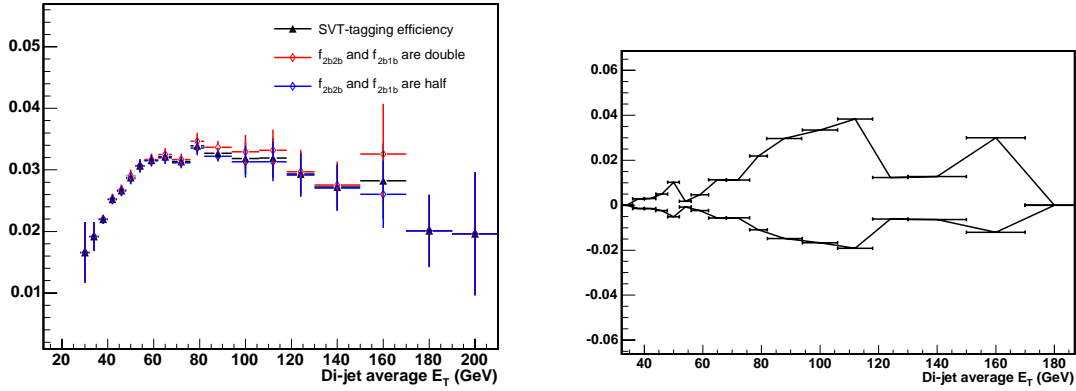 0.05
0.04
0.03
0.02
0.01
SVT-tagging efficiency
f2b2b and f2b1b are double
f2b2b and f2b1b are half
20 40 60 80 100 120 140 160 180 200
Di-jet average ET (GeV)
0.06
0.04
0.02
0
-0.02
-0.04
-0.06
40 60 80 100 120 140 160 180
Di-jet average ET (GeV)